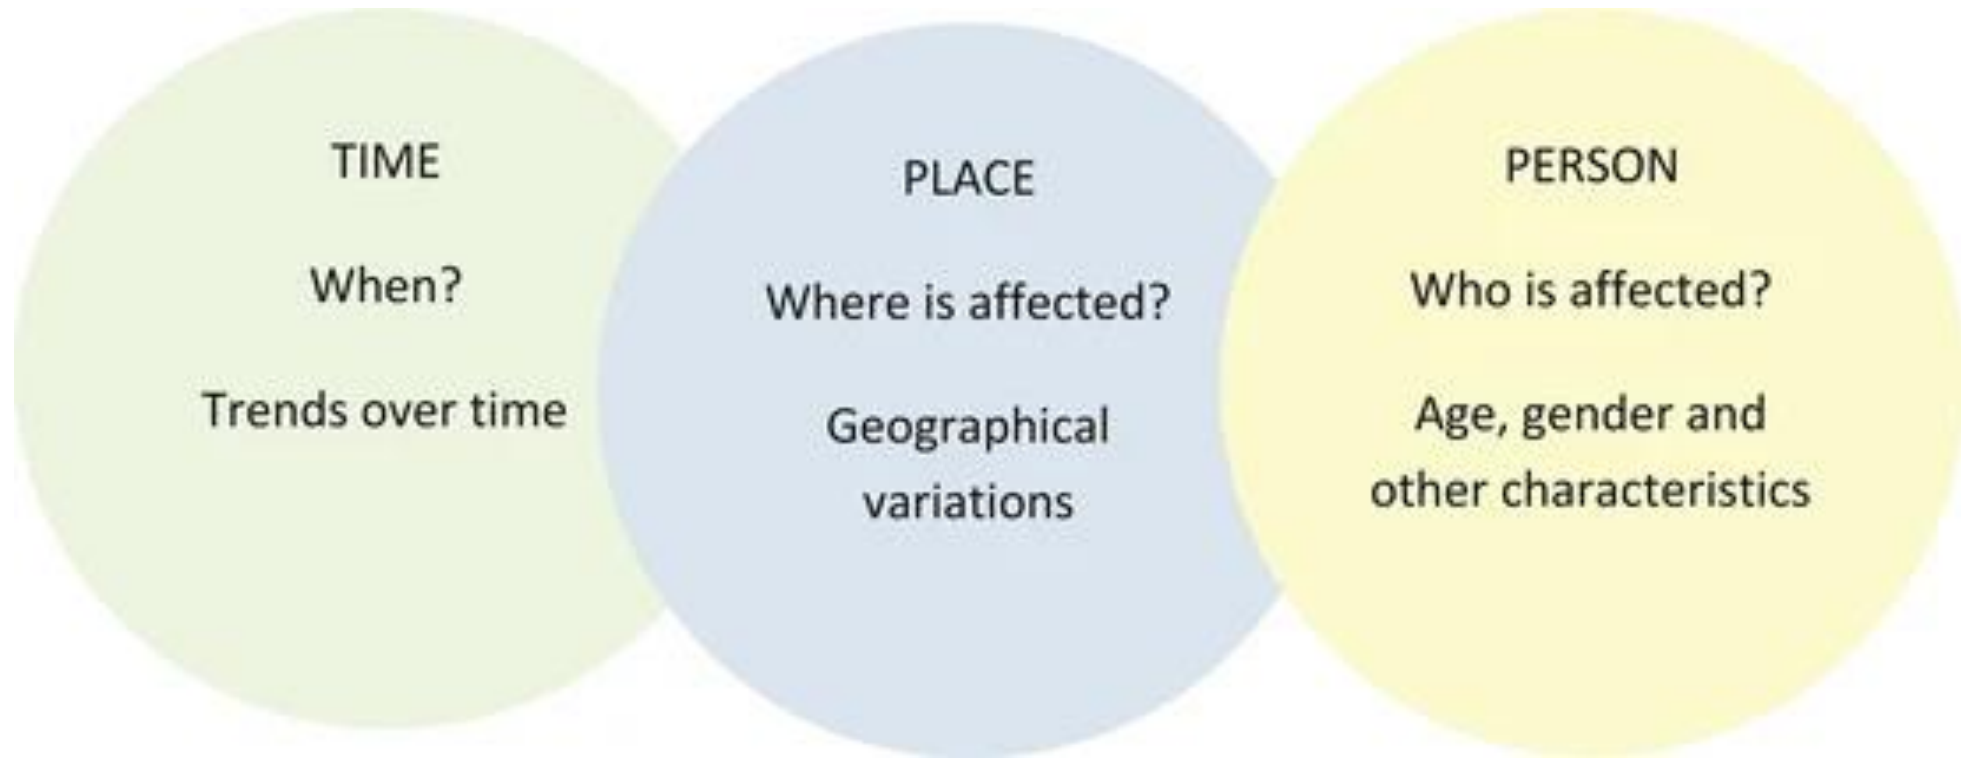 TIME
When?
Trends over time
PLACE
Where is affected?
Geographical
variations
PERSON
Who is affected?
Age, gender and
other characteristics